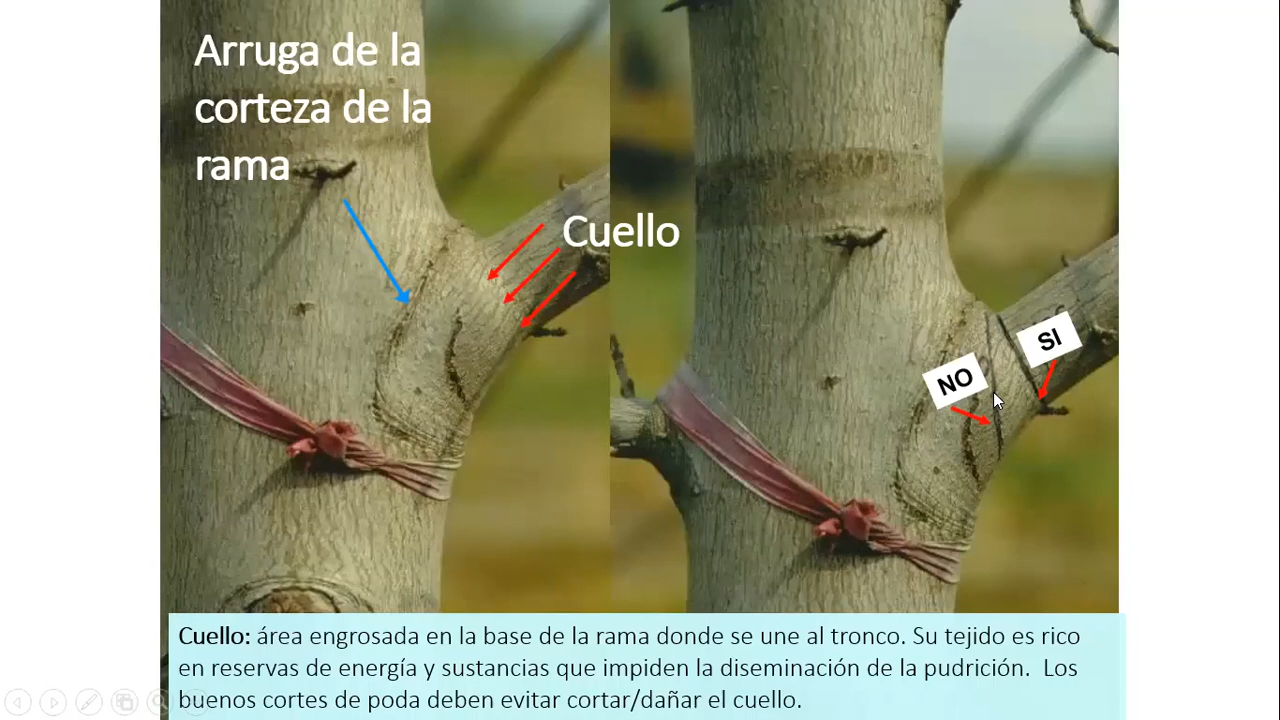 Arruga de la
corteza de la
rama
Cuello
SI
NO
Cuello: área engrosada en la base de la rama donde se une al tronco. Su tejido es rico
en reservas de energía y sustancias que impiden la diseminación de la pudrición. Los
buenos cortes de poda deben evitar cortar/dañar el cuello.